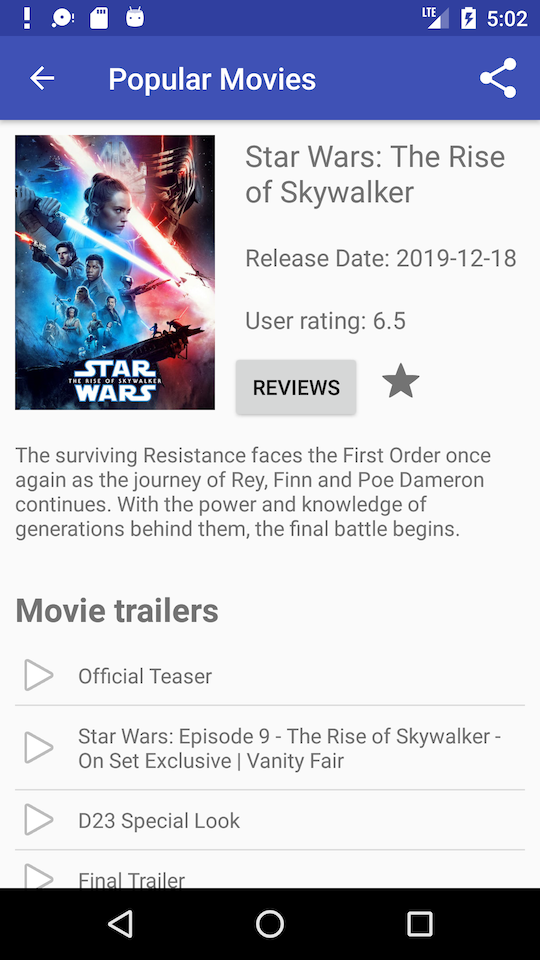 LTE 5:02
Popular Movies
Star Wars: The Rise
of Skywalker
Release Date: 2019-12-18
User rating: 6.5
REVIEWS
STAR
THE RISE OF SKYWALKER
WARS
The surviving Resistance faces the First Order once
again as the journey of Rey, Finn and Poe Dameron
continues. With the power and knowledge of
generations behind them, the final battle begins.
Movie trailers
Official Teaser
Star Wars: Episode 9 - The Rise of Skywalker -
On Set Exclusive | Vanity Fair
D23 Special Look
Final Trailer